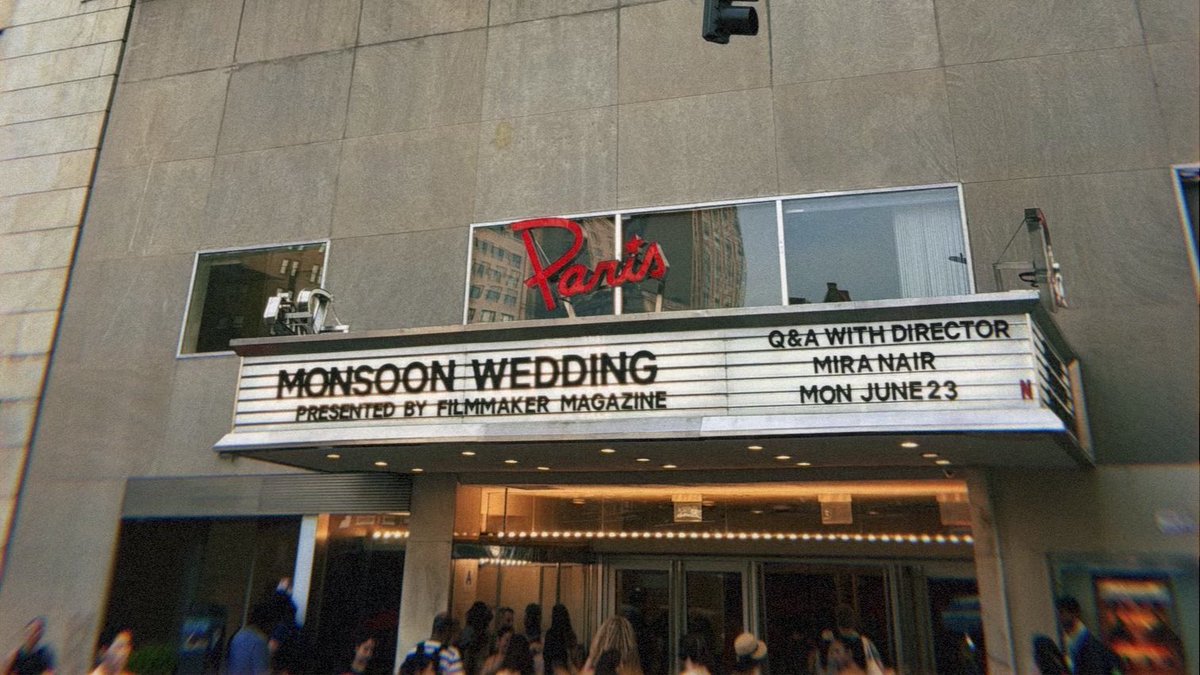 Paris
MONSOON WEDDING
PRESENTED BY FILMMAKER MAGAZINE
Q&A WITH DIRECTOR
MIRA NAIR
MON JUNE 23
N
A